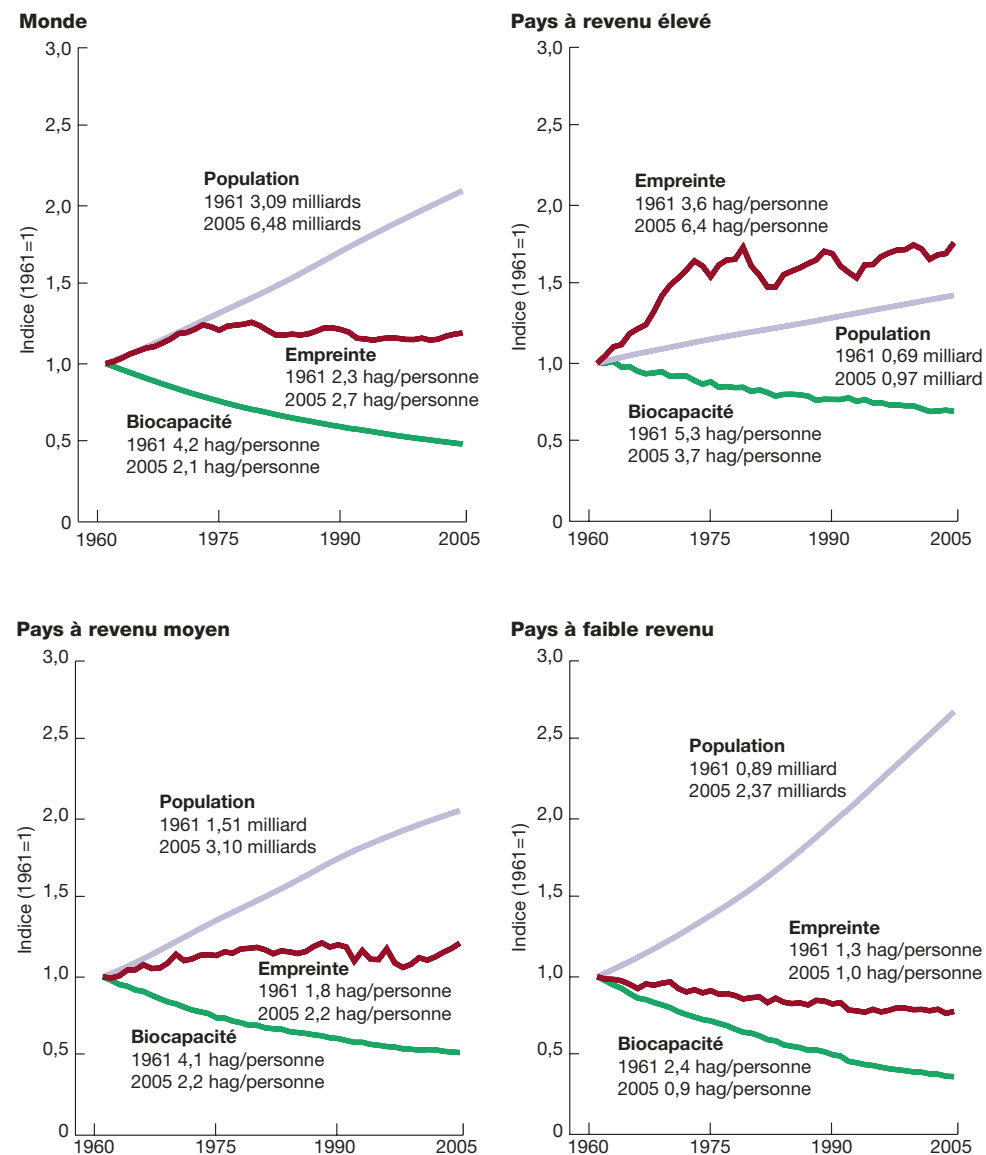 Monde
3,0
2,5
2,0
1,5
1,0
0,5
0
Indice (1961=1)
Population
1961 3,09 milliards
2005 6,48 milliards
Empreinte
1961 2,3 hag/personne
2005 2,7 hag/personne
Biocapacité
1961 4,2 hag/personne
2005 2,1 hag/personne
1960 1975 1990 2005
Pays à revenu élevé
3,0
2,5
2,0
1,5
1,0
0,5
0
Indice (1961=1)
Empreinte
1961 3,6 hag/personne
2005 6,4 hag/personne
Population
1961 0,69 milliard
2005 0,97 milliard
Biocapacité
1961 5,3 hag/personne
2005 3,7 hag/personne
1960 1975 1990 2005
Pays à revenu moyen
3,0
2,5
2,0
1,5
1,0
0,5
0
Indice (1961=1)
Population
1961 1,51 milliard
2005 3,10 milliards
Empreinte
1961 1,8 hag/personne
2005 2,2 hag/personne
Biocapacité
1961 4,1 hag/personne
2005 2,2 hag/personne
1960 1975 1990 2005
Pays à faible revenu
3,0
2,5
2,0
1,5
1,0
0,5
0
Indice (1961=1)
Population
1961 0,89 milliard
2005 2,37 milliards
Empreinte
1961 1,3 hag/personne
2005 1,0 hag/personne
Biocapacité
1961 2,4 hag/personne
2005 0,9 hag/personne
1960 1975 1990 2005